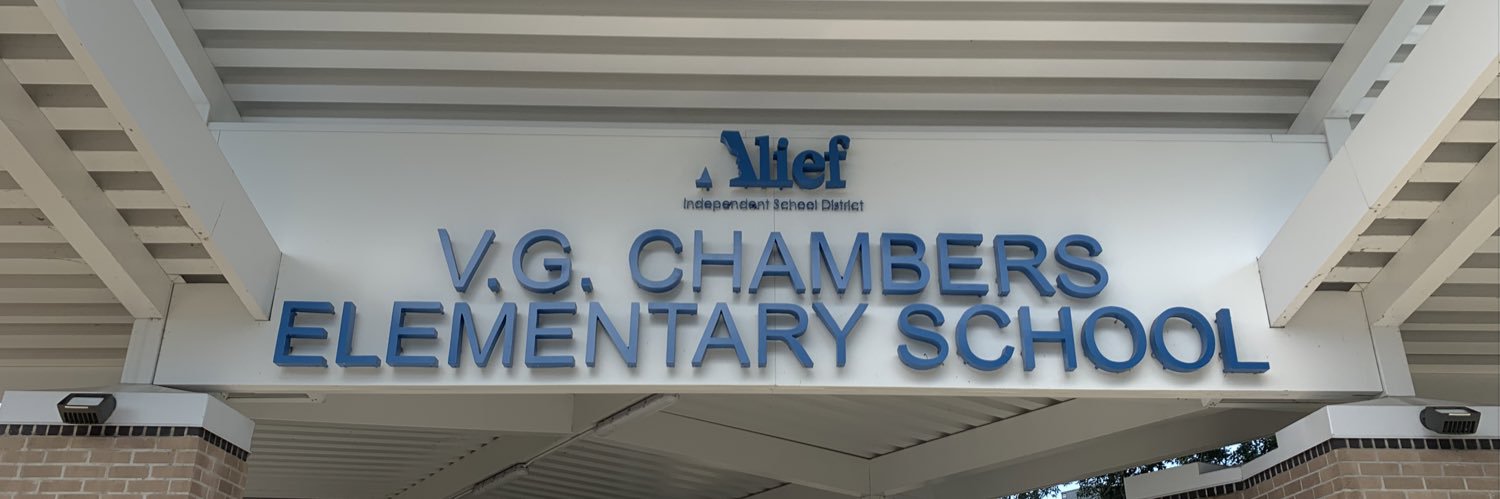 Alief
Independent School District
V.G. CHAMBERS
ELEMENTARY SCHOOL